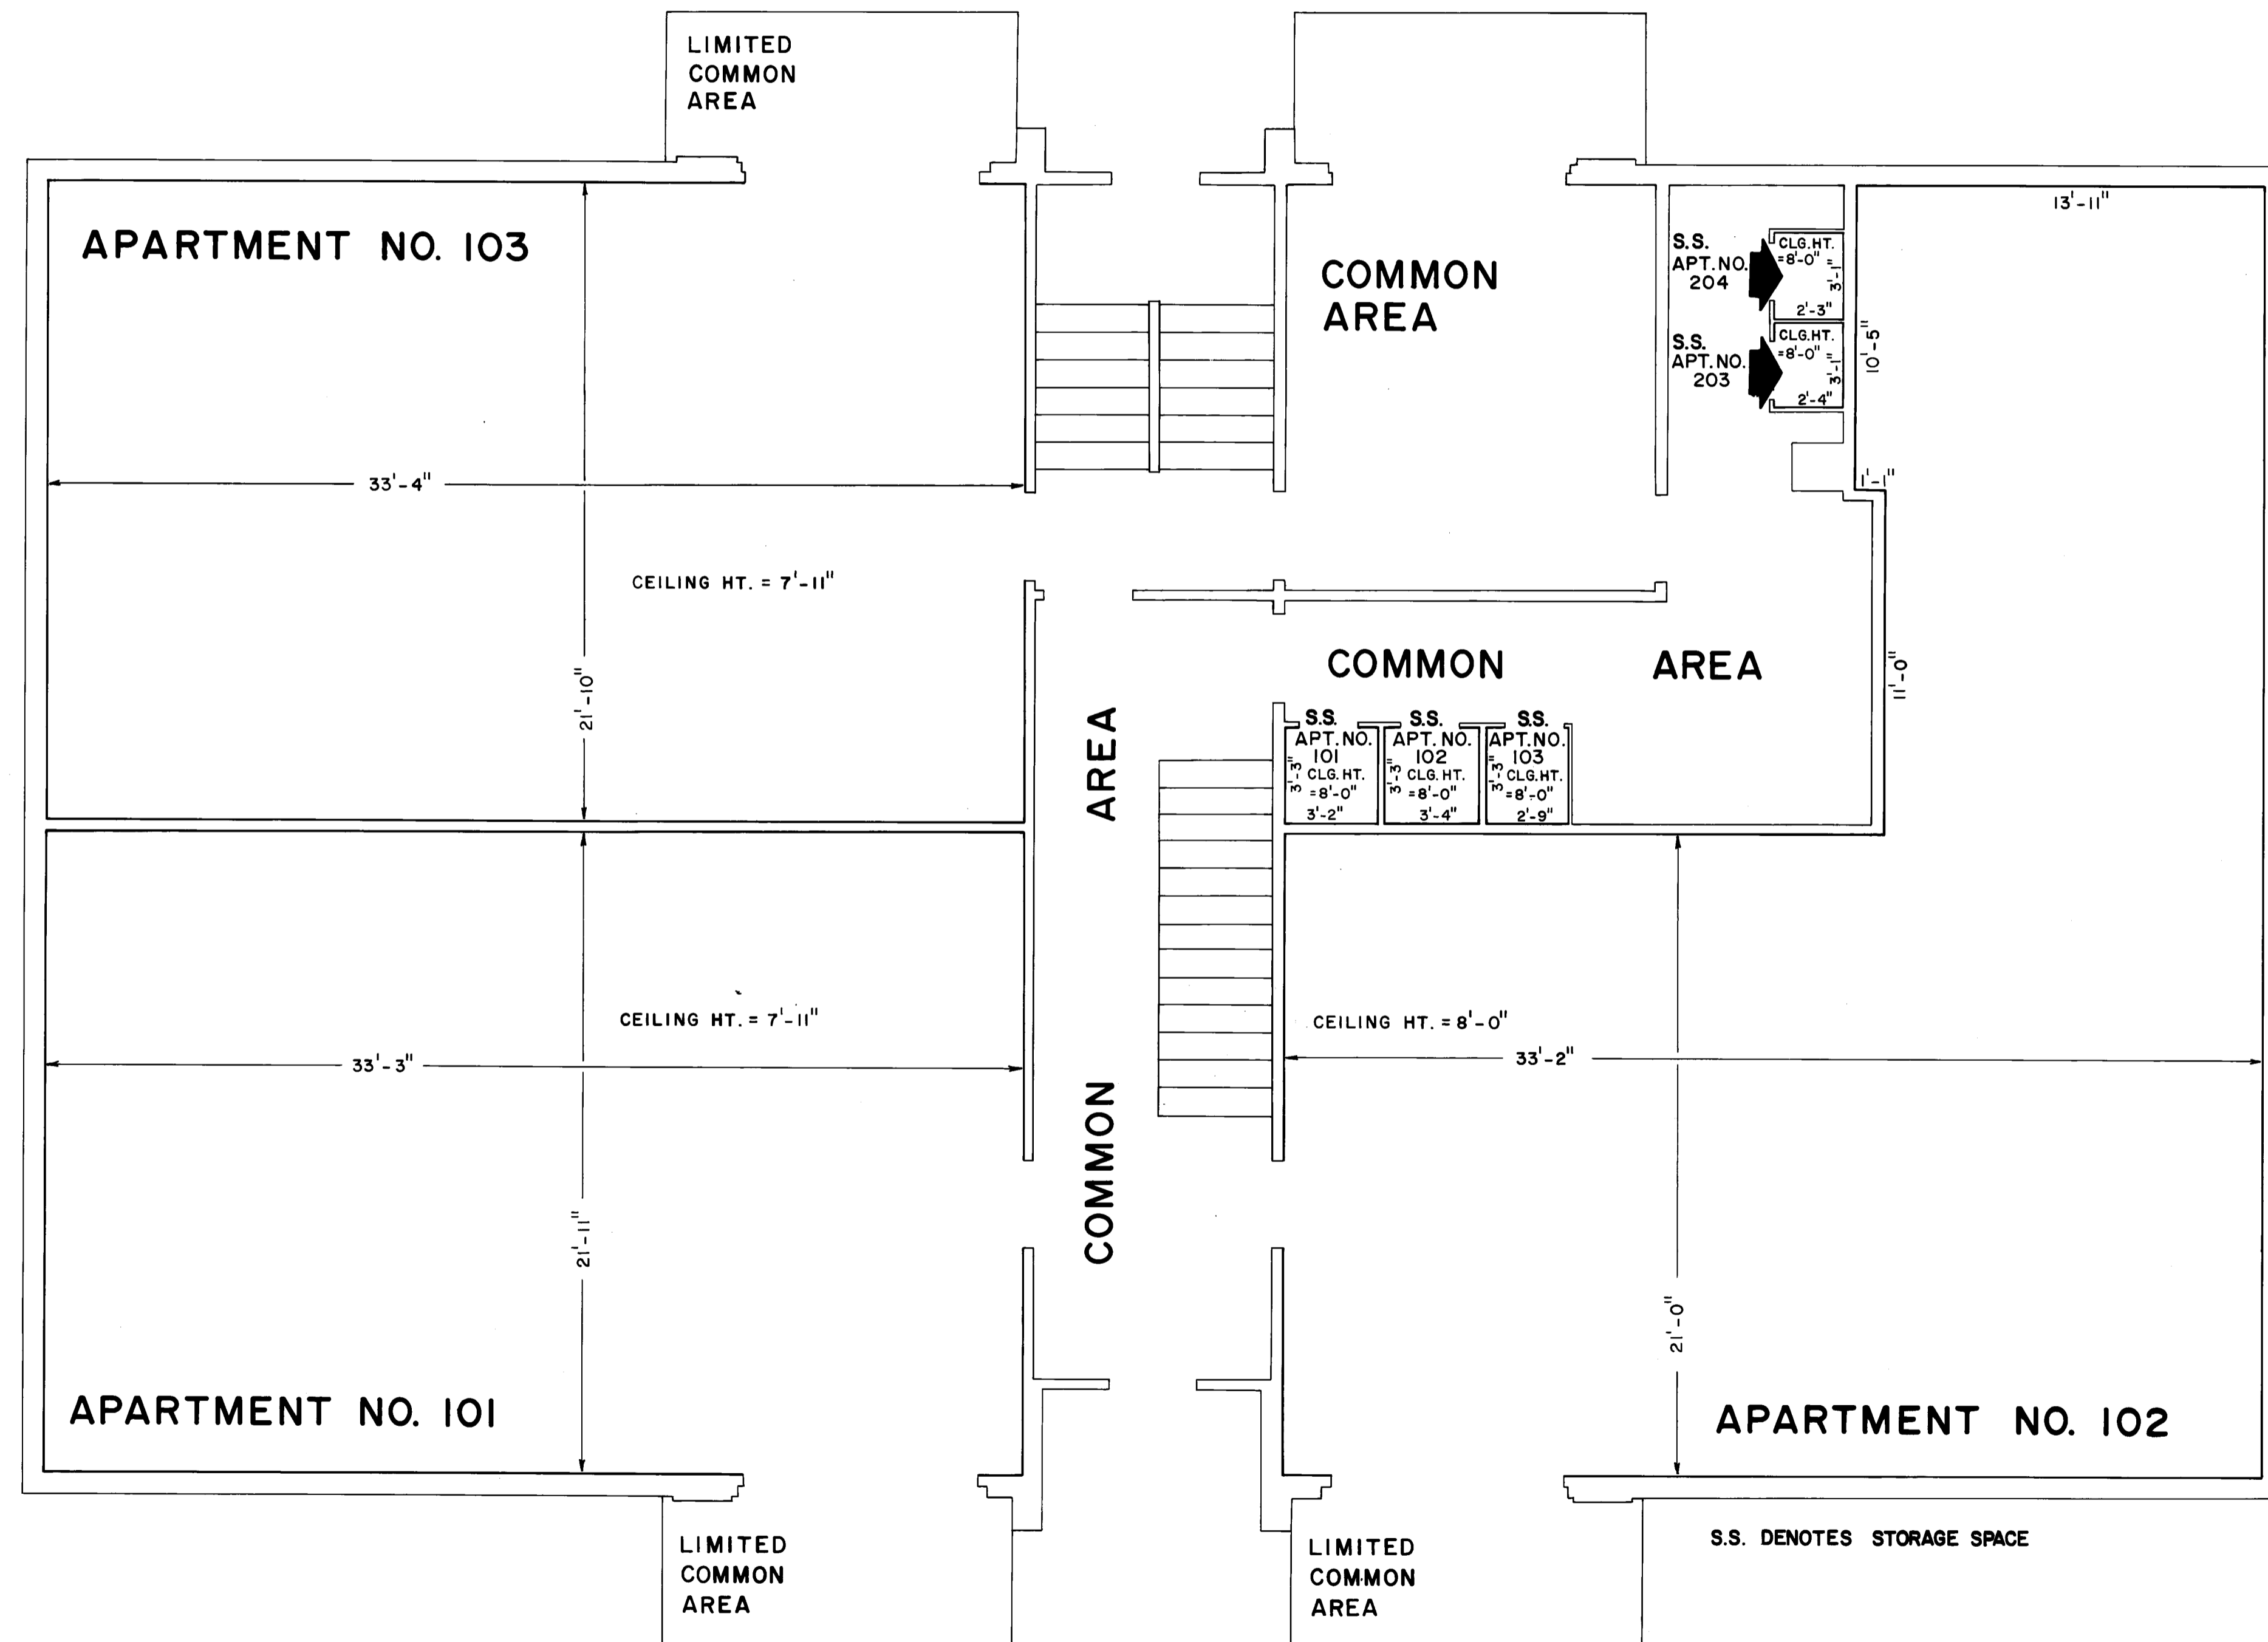 LIMITED
COMMON
AREA
APARTMENT NO. 103
33'-4"
21'-10"
CEILING HT. = 7'-11"
COMMON
AREA
S.S.
APT. NO.
204
CLG. HT.
=8'-0"
3'-1"
2'-3"
S.S.
APT. NO.
203
CLG. HT.
=8'-0"
3'-1"
2'-4"
13'-11"
10'-5"
1'-1"
11'-0"
COMMON AREA
S.S.
APT. NO.
101
CLG. HT.
=8'-0"
3'-3"
3'-2"
S.S.
APT. NO.
102
CLG. HT.
=8'-0"
3'-3"
3'-4"
S.S.
APT. NO.
103
CLG. HT.
=8'-0"
3'-3"
2'-9"
COMMON AREA
CEILING HT. = 7'-11"
33'-3"
21'-11"
APARTMENT NO. 101
CEILING HT. = 8'-0"
33'-2"
21'-0"
APARTMENT NO. 102
LIMITED
COMMON
AREA
LIMITED
COMMON
AREA
S.S. DENOTES STORAGE SPACE